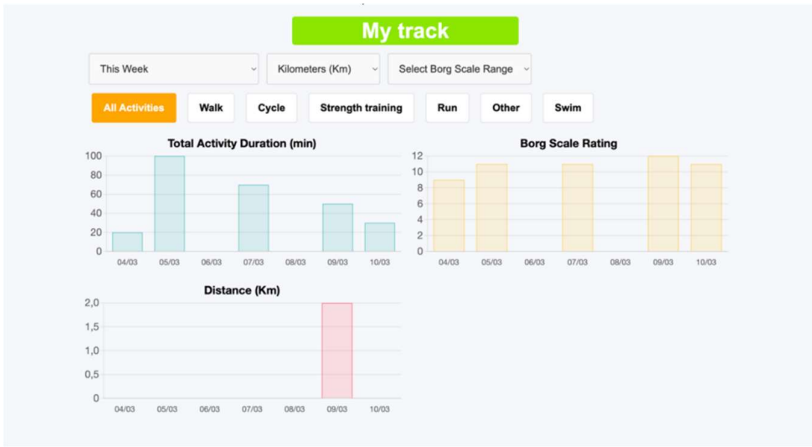 My track
This Week
Kilometers (Km)
Select Borg Scale Range
All Activities
Walk
Cycle
Strength training
Run
Other
Swim
Total Activity Duration (min)
100
80
60
40
20
0
04/03 05/03 06/03 07/03 08/03 09/03 10/03
Borg Scale Rating
12
10
8
6
4
2
0
04/03 05/03 06/03 07/03 08/03 09/03 10/03
Distance (Km)
2,0
1,5
1,0
0,5
0
04/03 05/03 06/03 07/03 08/03 09/03 10/03